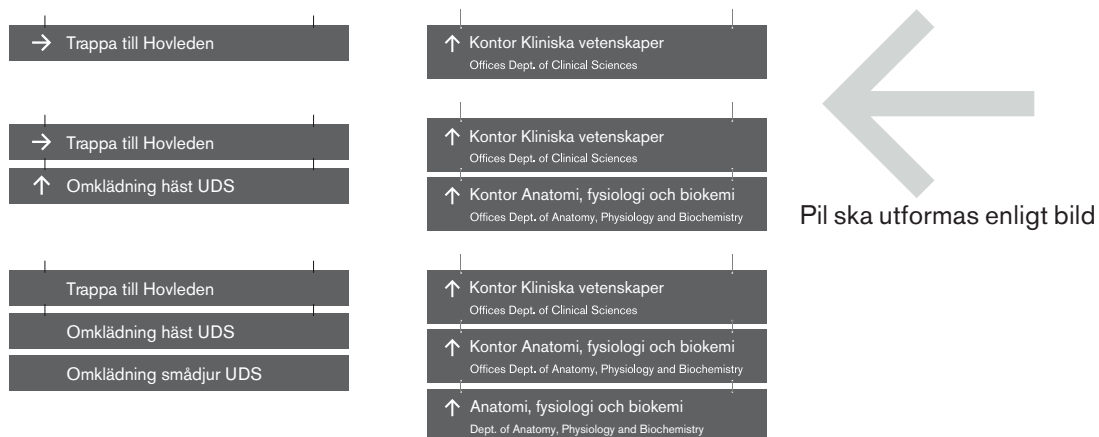 Trappa till Hovleden
Trappa till Hovleden
Omklädning häst UDS
Trappa till Hovleden
Omklädning häst UDS
Omklädning smådjur UDS
Kontor Kliniska vetenskaper
Offices Dept. of Clinical Sciences
Kontor Kliniska vetenskaper
Offices Dept. of Clinical Sciences
Kontor Anatomi, fysiologi och biokemi
Offices Dept. of Anatomy, Physiology and Biochemistry
Kontor Kliniska vetenskaper
Offices Dept. of Clinical Sciences
Kontor Anatomi, fysiologi och biokemi
Offices Dept. of Anatomy, Physiology and Biochemistry
Anatomi, fysiologi och biokemi
Dept. of Anatomy, Physiology and Biochemistry
Pil ska utformas enligt bild